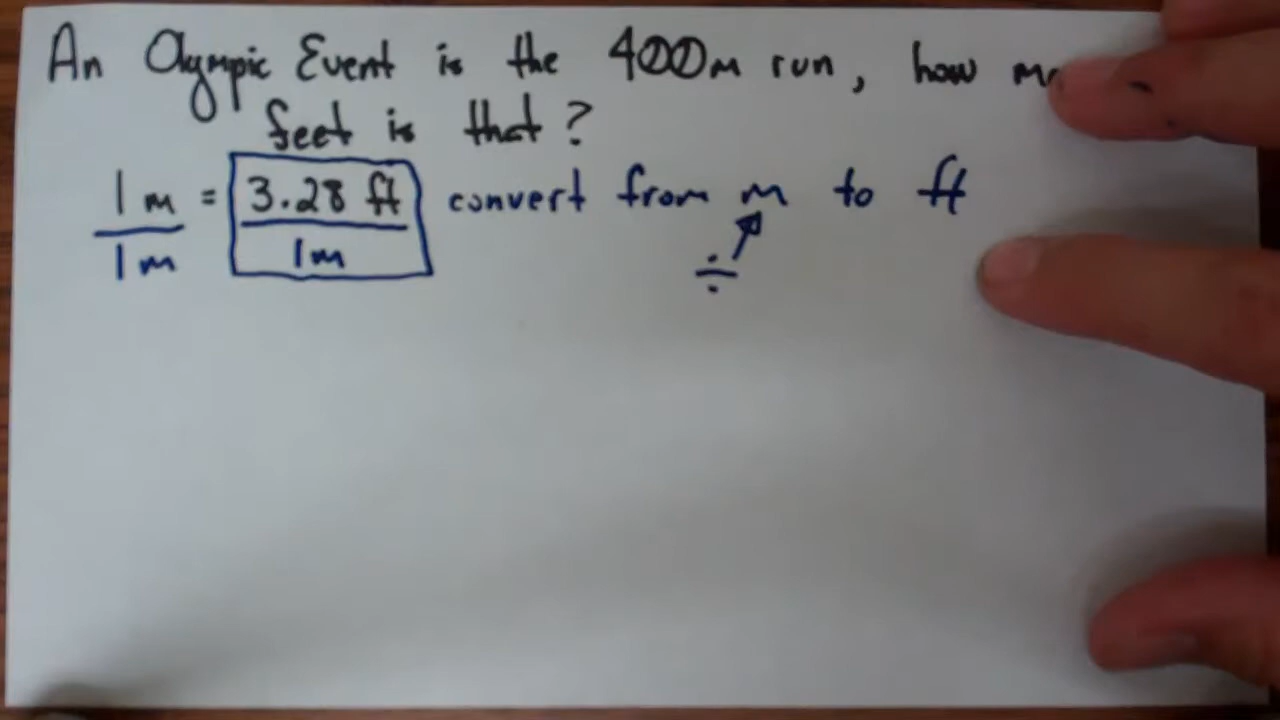 An Olympic Event is the 400m run, how
feet is that?
1 m = 3.28 ft convert from m to ft
1m 1m
÷